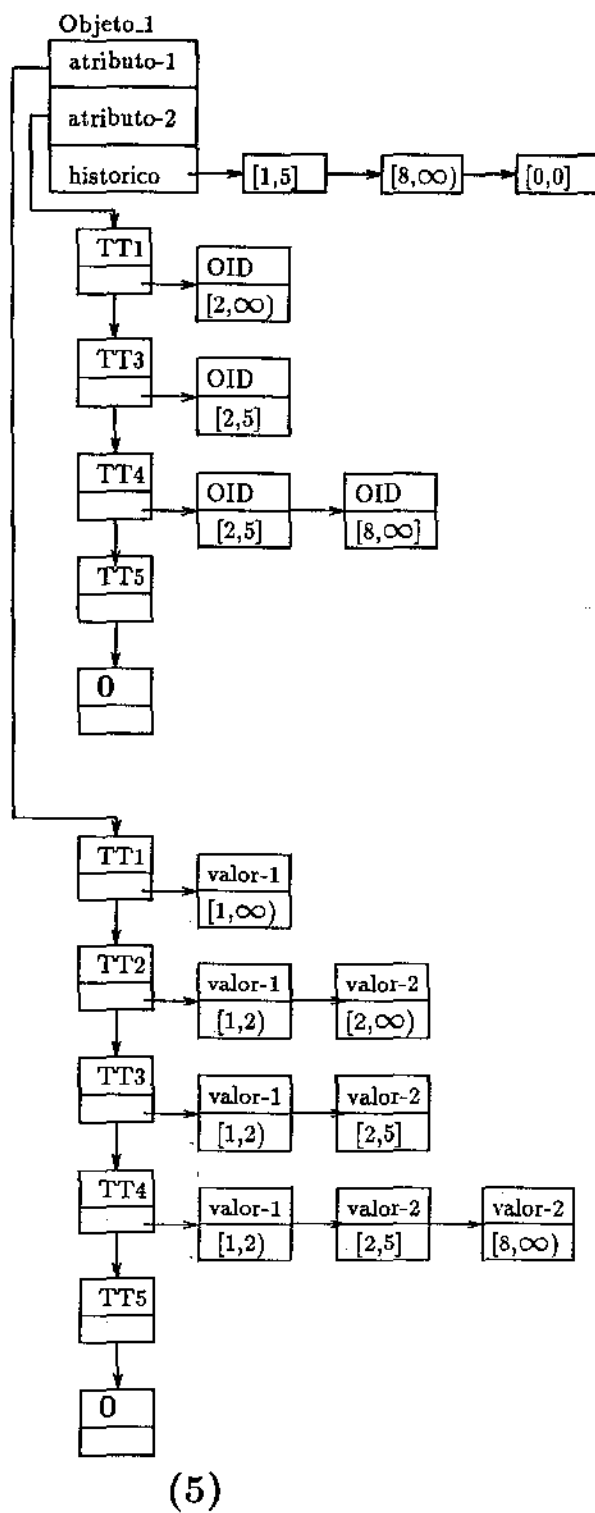 Objeto_1
atributo-1
atributo-2
historico
[1,5]
[8,∞)
[0,0]
TT1
OID
[2,∞)
TT3
OID
[2,5]
TT4
OID
[2,5]
OID
[8,∞]
TT5
0
TT1
valor-1
[1,∞)
TT2
valor-1
[1,2)
valor-2
[2,∞)
TT3
valor-1
[1,2)
valor-2
[2,5]
TT4
valor-1
[1,2)
valor-2
[2,5]
valor-2
[8,∞)
TT5
0
(5)